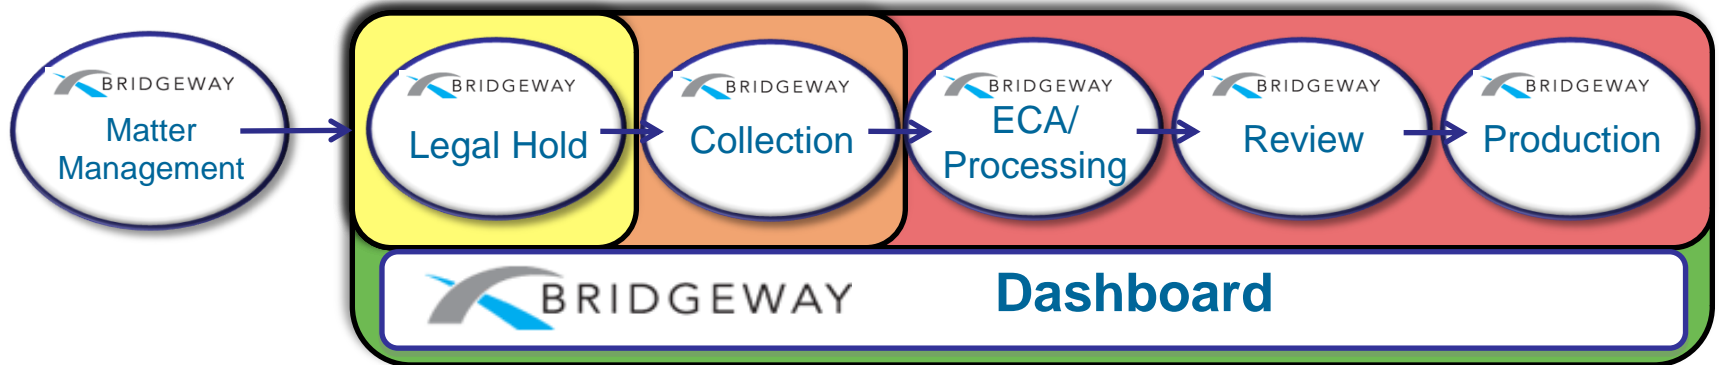 BRIDGEWAY
Matter
Management
BRIDGEWAY
Legal Hold
BRIDGEWAY
Collection
BRIDGEWAY
ECA/
Processing
BRIDGEWAY
Review
BRIDGEWAY
Production
BRIDGEWAY Dashboard